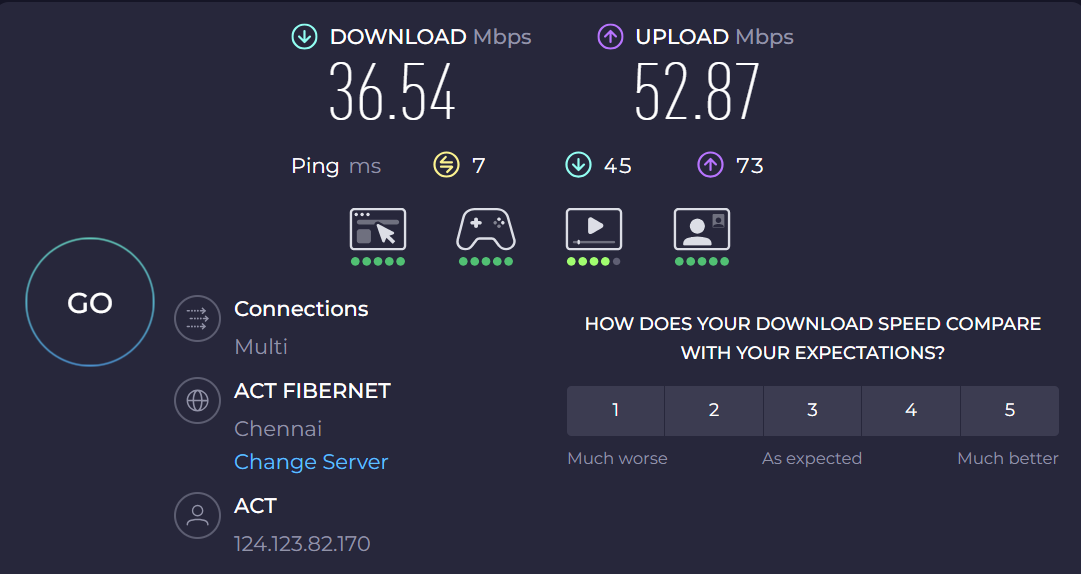 DOWNLOAD Mbps
UPLOAD Mbps
36.54
52.87
Ping ms 7 45 73
GO
Connections
Multi
ACT FIBERNET
Chennai
Change Server
ACT
124.123.82.170
HOW DOES YOUR DOWNLOAD SPEED COMPARE
WITH YOUR EXPECTATIONS?
1 2 3 4 5
Much worse As expected Much better